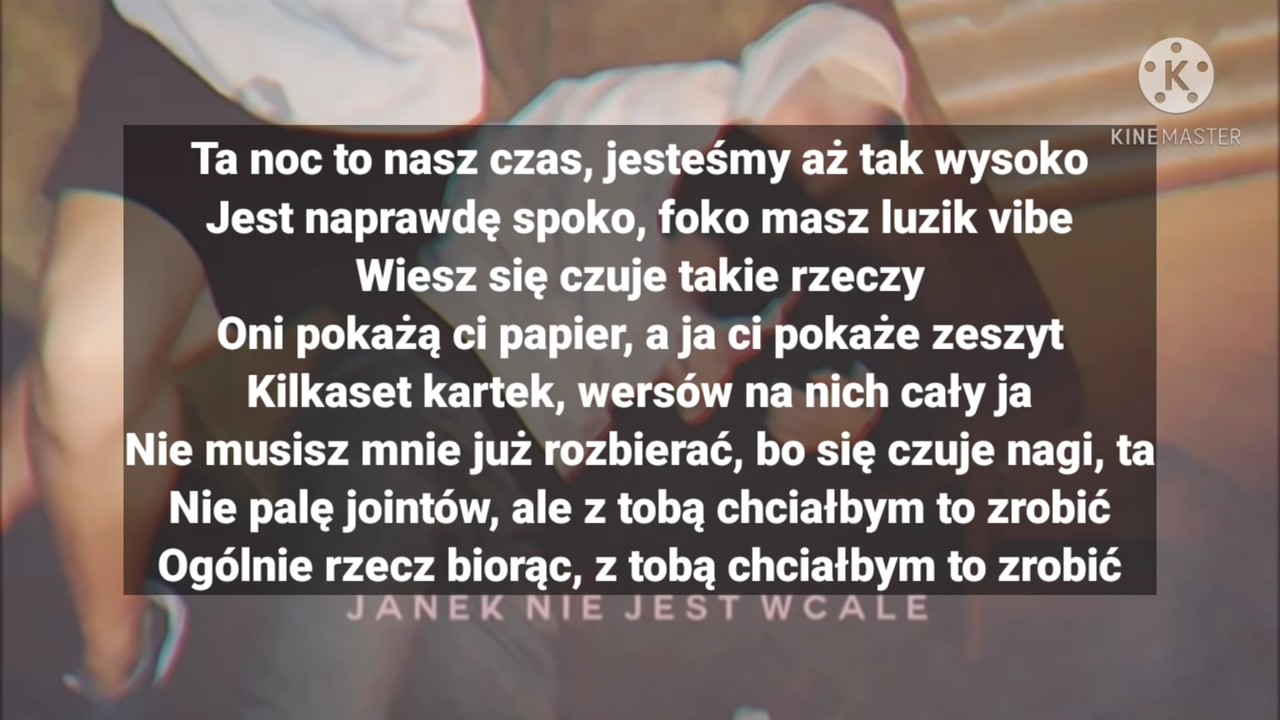 KINEMASTER
Ta noc to nasz czas, jesteśmy aż tak wysoko
Jest naprawdę spoko, foko masz luzik vibe
Wiesz się czuje takie rzeczy
Oni pokażą ci papier, a ja ci pokaże zeszyt
Kilkaset kartek, wersów na nich cały ja
Nie musisz mnie już rozbierać, bo się czuje nagi, ta
Nie palę jointów, ale z tobą chciałbym to zrobić
Ogólnie rzecz biorąc, z tobą chciałbym to zrobić
JANEK NIE JEST WCALE